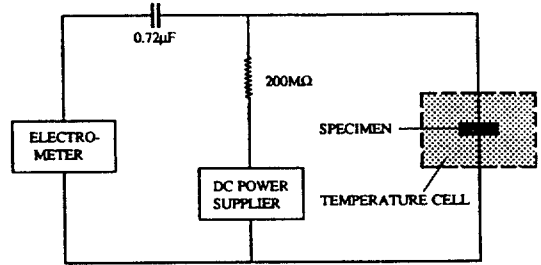 0.72μF
200MΩ
ELECTRO-
METER
SPECIMEN
DC POWER
SUPPLIER
TEMPERATURE CELL